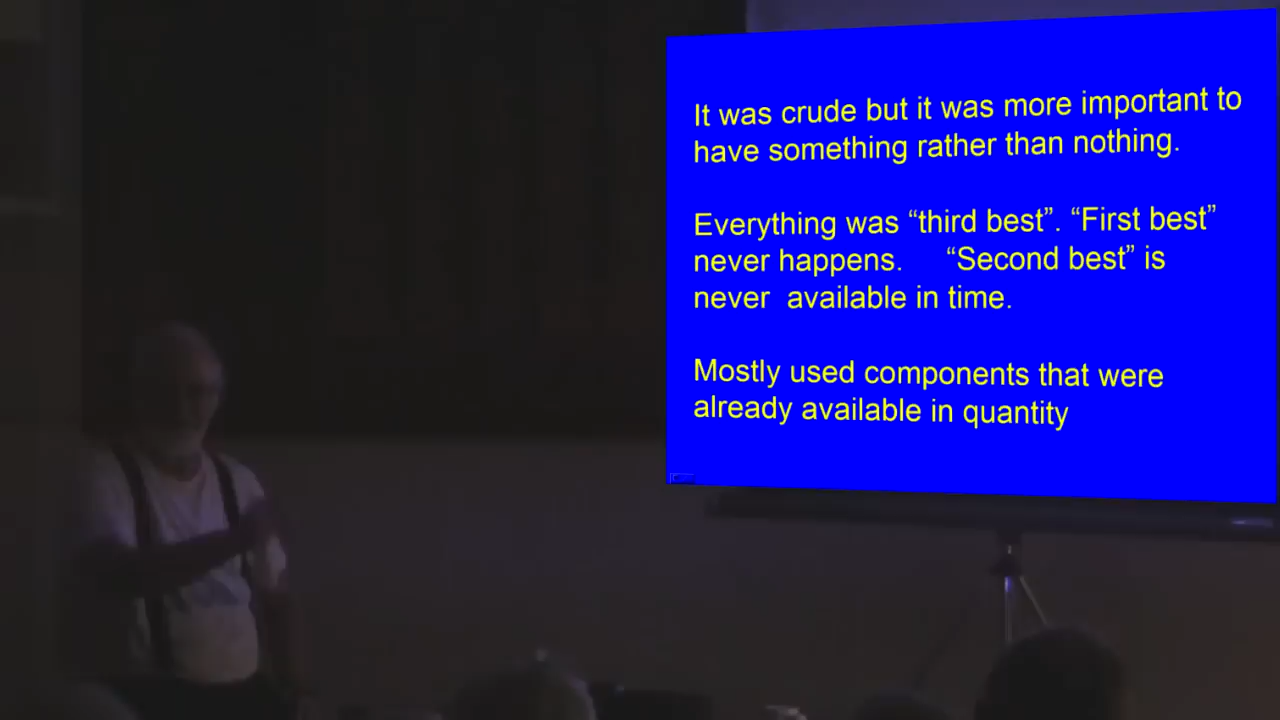 It was crude but it was more important to
have something rather than nothing.
Everything was “third best”. “First best”
never happens. “Second best” is
never available in time.
Mostly used components that were
already available in quantity